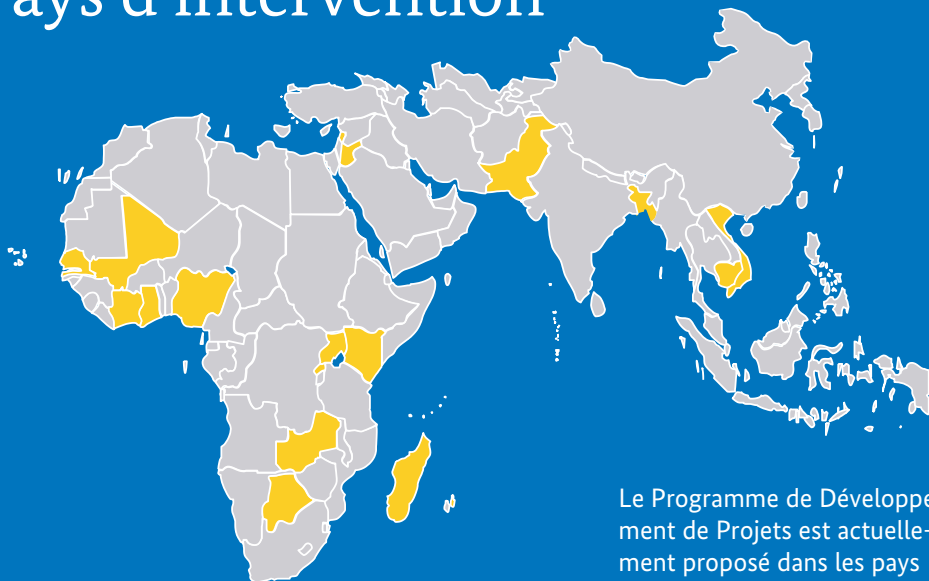 ays d'intervention
Le Programme de Développe-
ment de Projets est actuelle-
ment proposé dans les pays